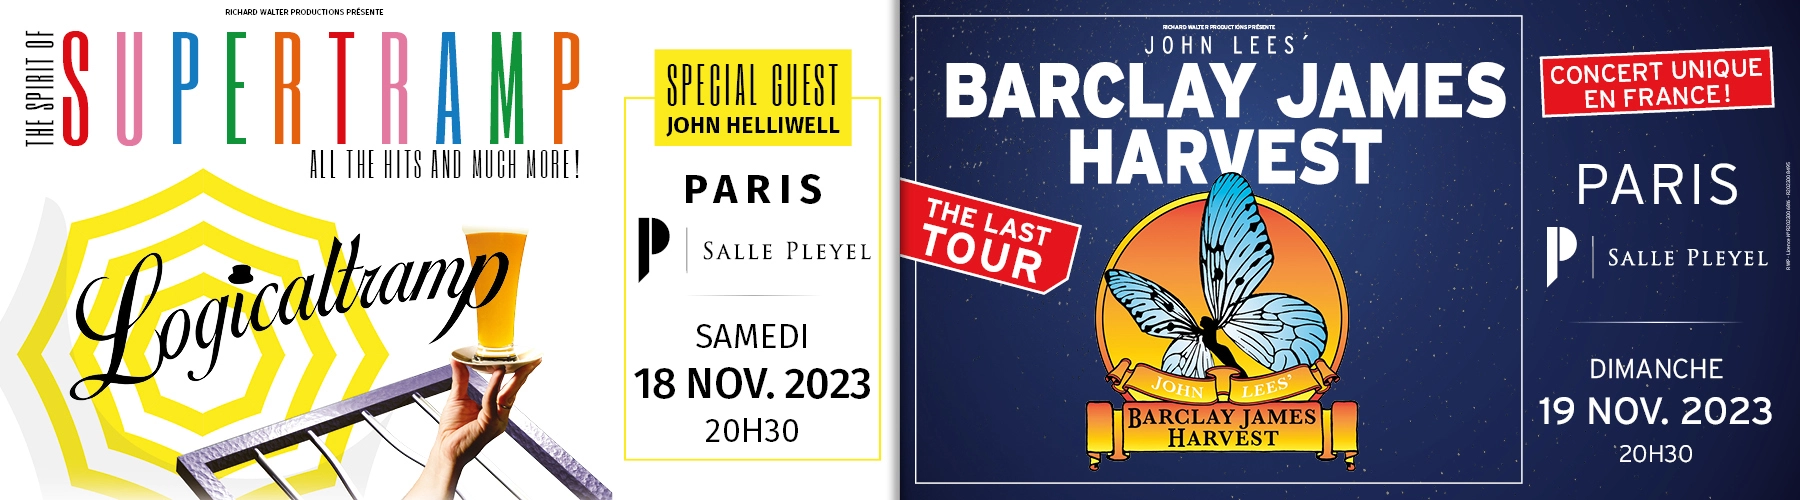 RICHARD WALTER PRODUCTIONS PRÉSENTE
THE SPIRIT OF
SUPERTRAMP
ALL THE HITS AND MUCH MORE!
Logicaltramp
SPECIAL GUEST
JOHN HELLIWELL
PARIS
SALLE PLEYEL
SAMEDI
18 NOV. 2023
20H30
RICHARD WALTER PRODUCTIONS PRÉSENTE
JOHN LEES´
BARCLAY JAMES
HARVEST
THE LAST
TOUR
JOHN LEES'
BARCLAY JAMES
HARVEST
CONCERT UNIQUE
EN FRANCE!
PARIS
SALLE PLEYEL
DIMANCHE
19 NOV. 2023
20H30